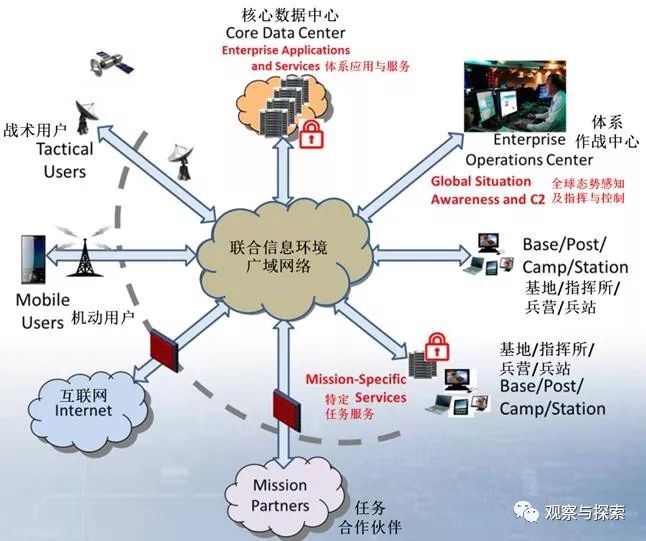 核心数据中心
Core Data Center
Enterprise Applications
and Services 体系应用与服务
战术用户
Tactical
Users
体系
作战中心
Enterprise
Operations Center
Global Situation
Awareness and C2
全球态势感知
及指挥与控制
联合信息环境
广域网络
Base/Post/
Camp/Station
基地/指挥所/
兵营/兵站
Mobile
Users
机动用户
基地/指挥所/
兵营/兵站
Base/Post/
Camp/Station
Mission-Specific
特定 Services
任务服务
互联网
Internet
Mission
Partners
任务
合作伙伴
观察与探索